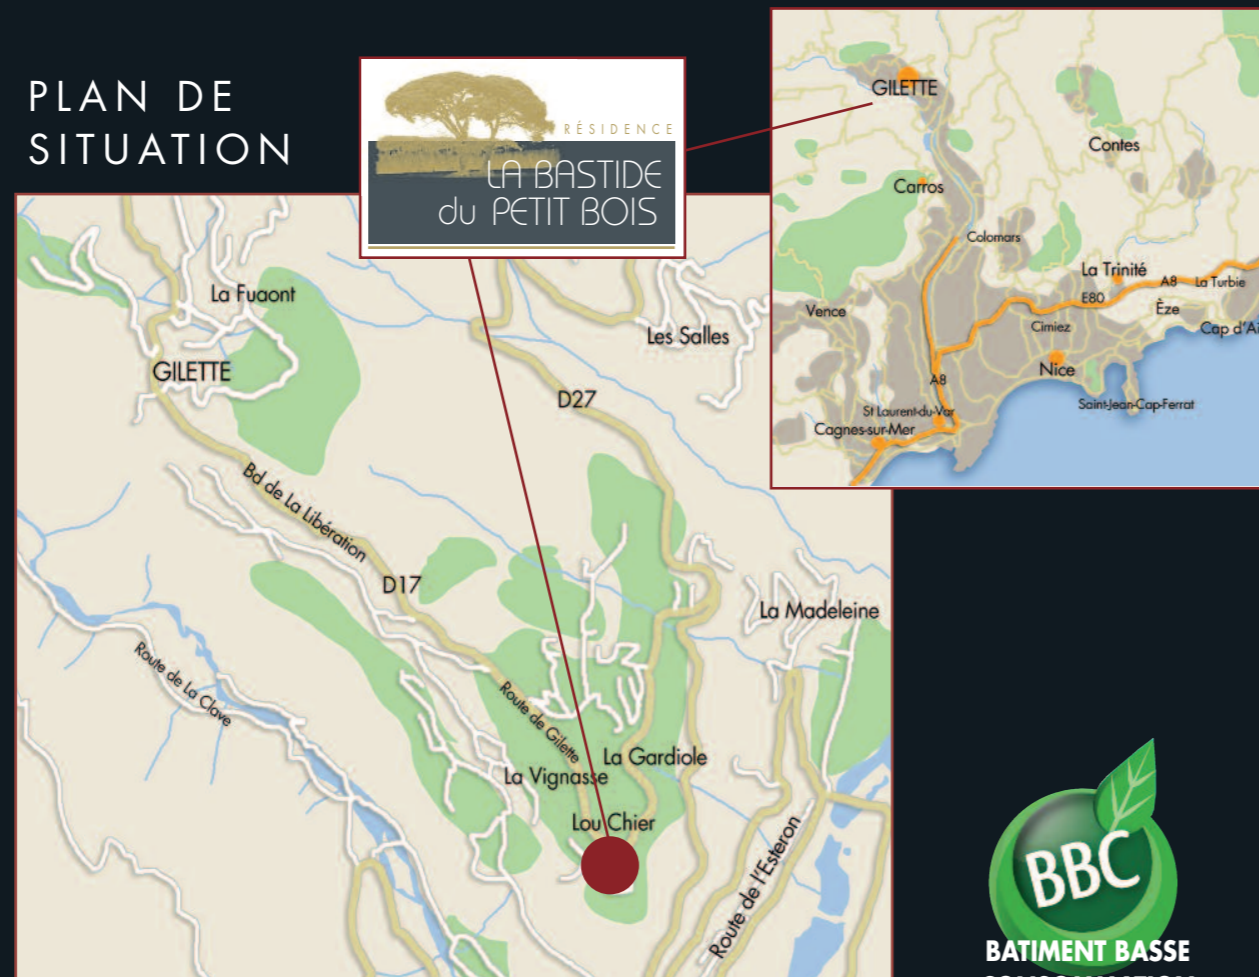 PLAN DE
SITUATION
RÉSIDENCE
LA BASTIDE
du PETIT BOIS
GILETTE
Contes
Carros
Colomars
La Trinité
A8
La Turbie
E80
Èze
Vence
Cimiez
Cap d'Ai
Nice
A8
Saint-Jean-Cap-Ferrat
St Laurent-du-Var
Cagnes-sur-Mer
La Fuaont
Les Salles
GILETTE
D27
Bd de La Libération
D17
La Madeleine
Route de La Clave
Route de Gilette
La Gardiole
La Vignasse
Lou Chier
Route de l'Esteron
BBC
BATIMENT BASSE